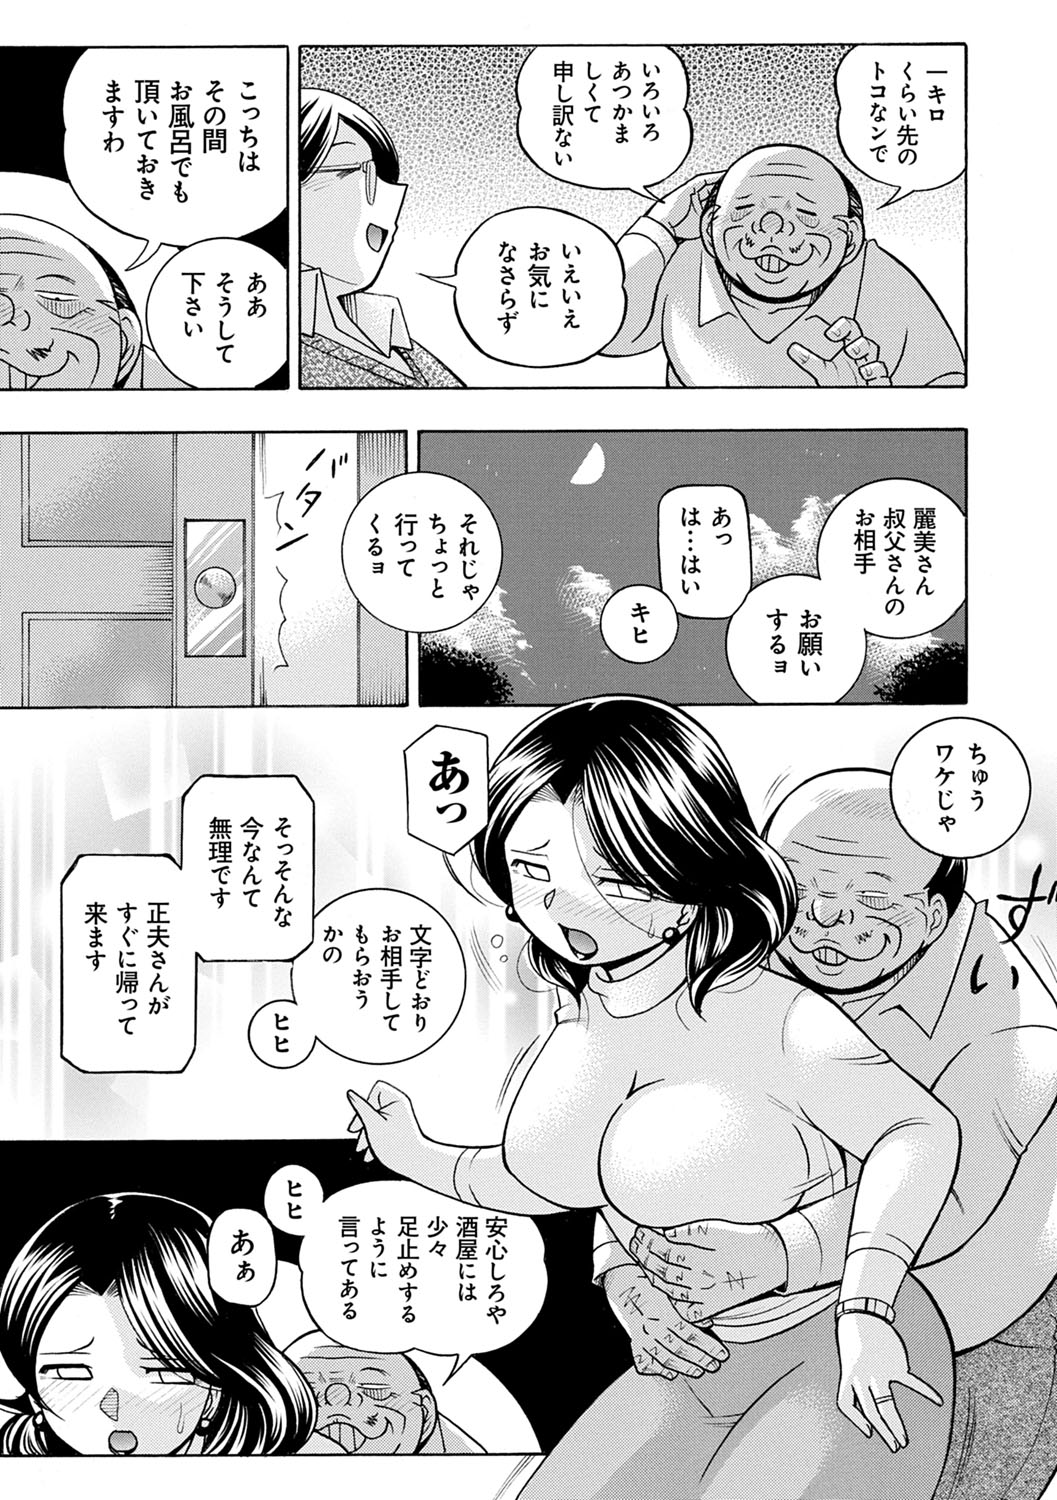 一キロ
くらい先の
トコなンで
いろいろ
あつかま
しくて
申し訳ない
いえいえ
お気に
なさらず
こっちは
その間
お風呂でも
頂いておき
ますわ
ああ
そうして
下さい
麗美さん
叔父さんの
お相手
お願い
するョ
あっ
は…はい
キヒ
それじゃ
ちょっと
行って
くるョ
バタン
ちゅう
ワケじゃ
ずい
あっ
文字どおり
お相手して
もらおう
かの
ヒヒ
そっそんな
今なんて
無理です
正夫さんが
すぐに帰って
来ます
安心しろや
酒屋には
少々
足止めする
ように
言ってある
ヒヒ
ああ